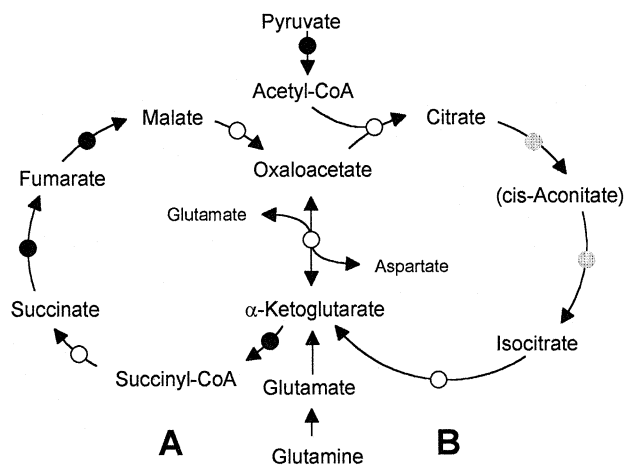 Pyruvate
Acetyl-CoA
Malate
Citrate
Oxaloacetate
Fumarate
(cis-Aconitate)
Glutamate
Aspartate
Succinate
α-Ketoglutarate
Isocitrate
Succinyl-CoA
Glutamate
A
B
Glutamine